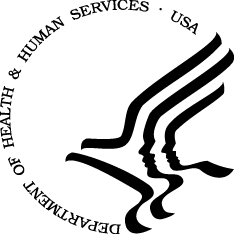 DEPARTMENT OF HEALTH & HUMAN SERVICES · USA